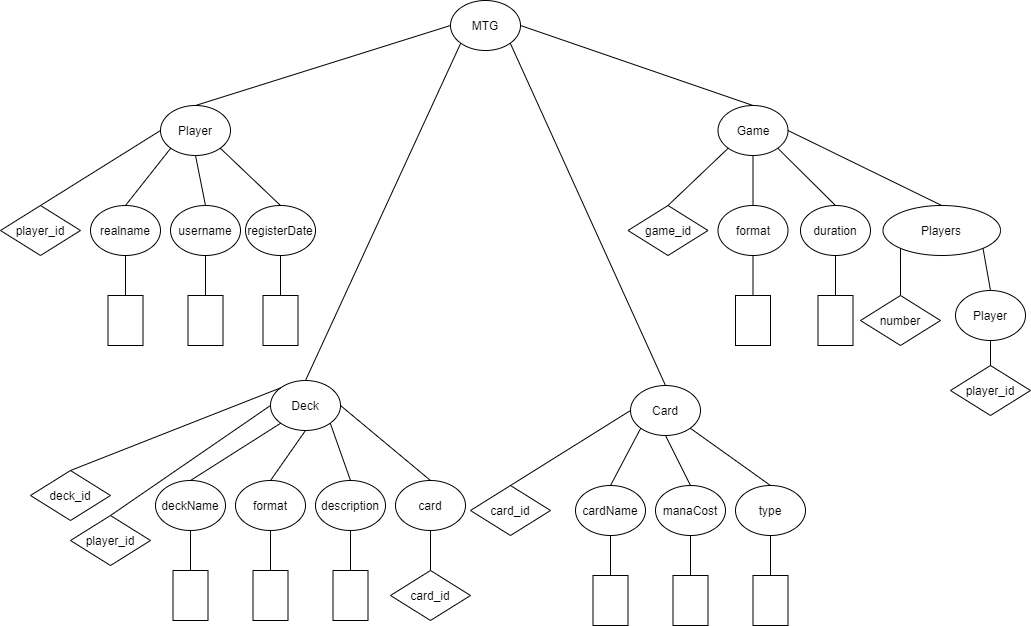 MTG
Player
Game
player_id
realname
username
registerDate
game_id
format
duration
Players
number
Player
player_id
Deck
Card
deck_id
player_id
deckName
format
description
card
card_id
card_id
cardName
manaCost
type